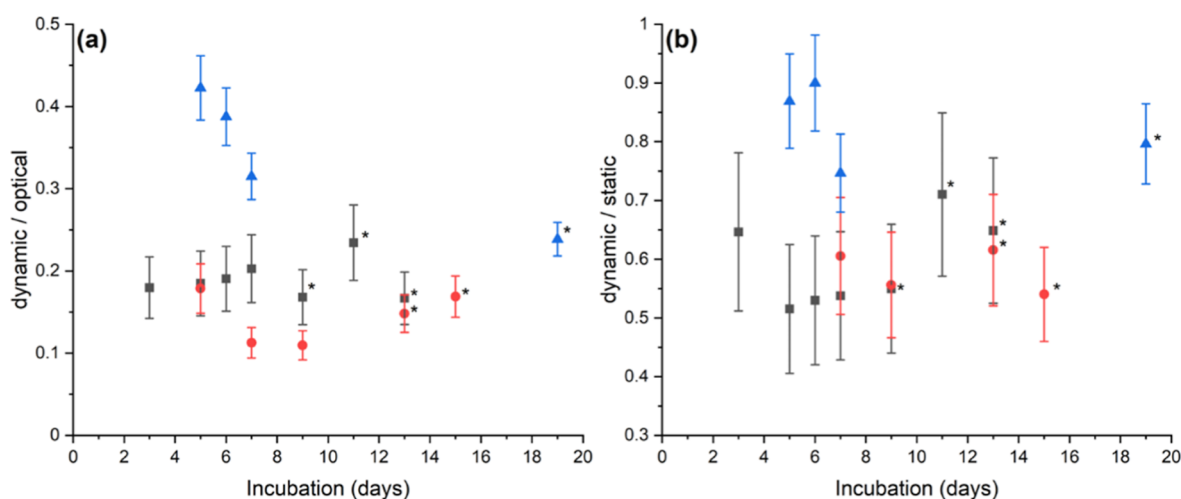 (a)
dynamic / optical
0.5
0.4
0.3
0.2
0.1
0
* * * * * *
0 2 4 6 8 10 12 14 16 18 20
Incubation (days)
(b)
dynamic / static
1
0.9
0.8
0.7
0.6
0.5
0.4
0.3
* * * * * *
0 2 4 6 8 10 12 14 16 18 20
Incubation (days)